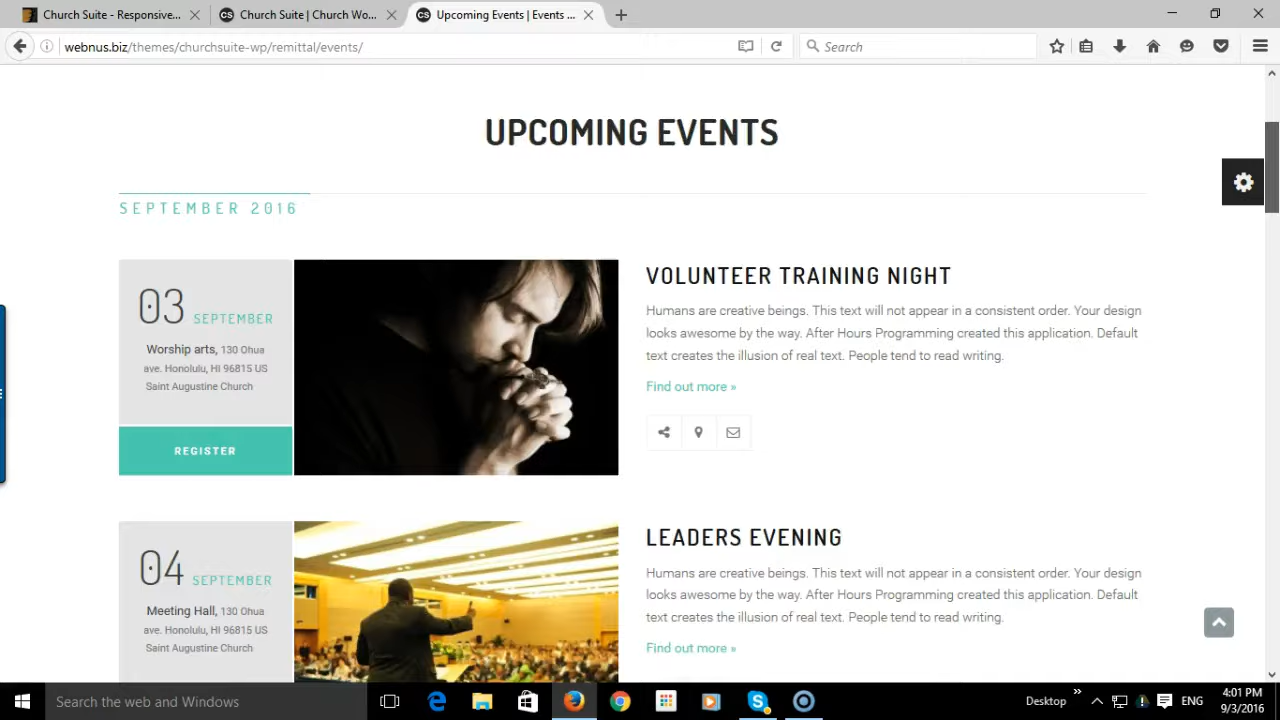 Church Suite - Responsive...
Church Suite | Church Wo...
Upcoming Events | Events ...
webnus.biz/themes/churchsuite-wp/remittal/events/
Search
UPCOMING EVENTS
SEPTEMBER 2016
03 SEPTEMBER
Worship arts, 130 Ohua
ave. Honolulu, HI 96815 US
Saint Augustine Church
REGISTER
VOLUNTEER TRAINING NIGHT
Humans are creative beings. This text will not appear in a consistent order. Your design
looks awesome by the way. After Hours Programming created this application. Default
text creates the illusion of real text. People tend to read writing.
Find out more »
04 SEPTEMBER
Meeting Hall, 130 Ohua
ave. Honolulu, HI 96815 US
Saint Augustine Church
LEADERS EVENING
Humans are creative beings. This text will not appear in a consistent order. Your design
looks awesome by the way. After Hours Programming created this application. Default
text creates the illusion of real text. People tend to read writing.
Find out more »
Search the web and Windows
Desktop
ENG
4:01 PM
9/3/2016